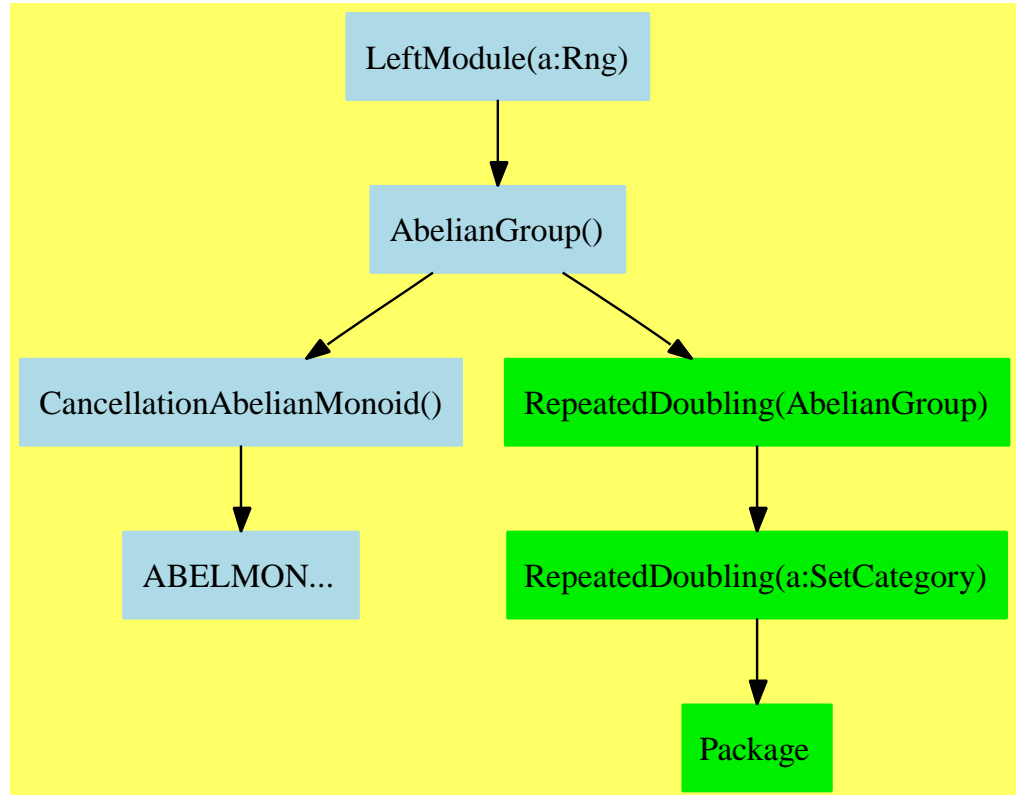 LeftModule(a:Rng)
AbelianGroup()
CancellationAbelianMonoid()
RepeatedDoubling(AbelianGroup)
ABELMON...
RepeatedDoubling(a:SetCategory)
Package